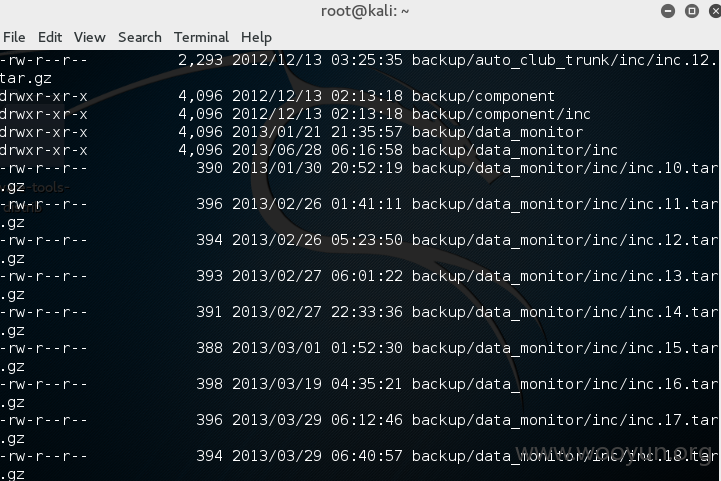 root@kali: ~
File Edit View Search Terminal Help
-rw-r--r-- 2,293 2012/12/13 03:25:35 backup/auto_club_trunk/inc/inc.12.
tar.gz
drwxr-xr-x 4,096 2012/12/13 02:13:18 backup/component
drwxr-xr-x 4,096 2012/12/13 02:13:18 backup/component/inc
drwxr-xr-x 4,096 2013/01/21 21:35:57 backup/data_monitor
drwxr-xr-x 4,096 2013/06/28 06:16:58 backup/data_monitor/inc
-rw-r--r-- 390 2013/01/30 20:52:19 backup/data_monitor/inc/inc.10.tar
.gz
-rw-r--r-- 396 2013/02/26 01:41:11 backup/data_monitor/inc/inc.11.tar
.gz
-rw-r--r-- 394 2013/02/26 05:23:50 backup/data_monitor/inc/inc.12.tar
.gz
-rw-r--r-- 393 2013/02/27 06:01:22 backup/data_monitor/inc/inc.13.tar
.gz
-rw-r--r-- 391 2013/02/27 22:33:36 backup/data_monitor/inc/inc.14.tar
.gz
-rw-r--r-- 388 2013/03/01 01:52:30 backup/data_monitor/inc/inc.15.tar
.gz
-rw-r--r-- 398 2013/03/19 04:35:21 backup/data_monitor/inc/inc.16.tar
.gz
-rw-r--r-- 396 2013/03/29 06:12:46 backup/data_monitor/inc/inc.17.tar
.gz
-rw-r--r-- 394 2013/03/29 06:40:57 backup/data_monitor/inc/inc.18.tar
.gz
www.wooyun.org